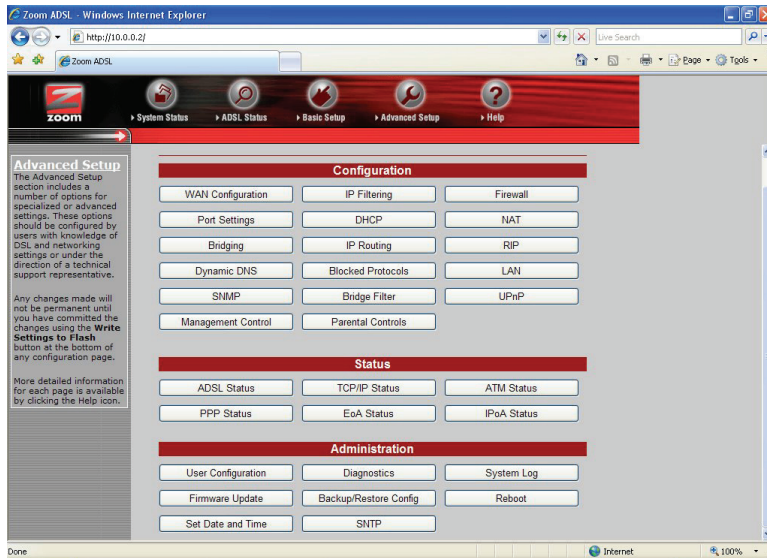 Zoom ADSL - Windows Internet Explorer
http://10.0.0.2/
Live Search
Zoom ADSL
Page
Tools
zoom
System Status
ADSL Status
Basic Setup
Advanced Setup
Help
Advanced Setup
The Advanced Setup
section includes a
number of options for
specialized or advanced
settings. These options
should be configured by
users with knowledge of
DSL and networking
settings or under the
direction of a technical
support representative.
Any changes made will
not be permanent until
you have committed the
changes using the Write
Settings to Flash
button at the bottom of
any configuration page.
More detailed information
for each page is available
by clicking the Help icon.
Configuration
WAN Configuration
IP Filtering
Firewall
Port Settings
DHCP
NAT
Bridging
IP Routing
RIP
Dynamic DNS
Blocked Protocols
LAN
SNMP
Bridge Filter
UPnP
Management Control
Parental Controls
Status
ADSL Status
TCP/IP Status
ATM Status
PPP Status
EoA Status
IPoA Status
Administration
User Configuration
Diagnostics
System Log
Firmware Update
Backup/Restore Config
Reboot
Set Date and Time
SNTP
Done
Internet
100%